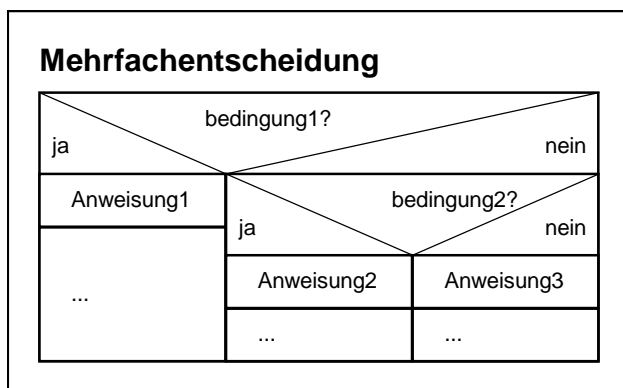 Mehrfachentscheidung
bedingung1?
ja
nein
Anweisung1
bedingung2?
ja
nein
...
Anweisung2
Anweisung3
...
...